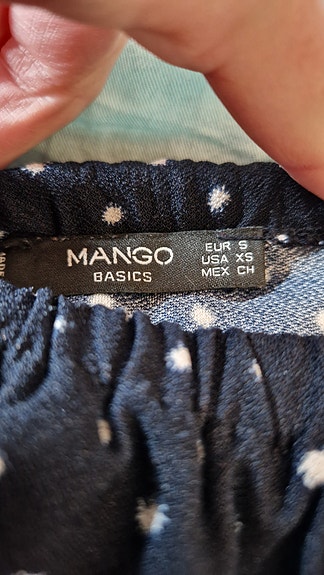 MANGO
BASICS
EUR S
USA XS
MEX CH